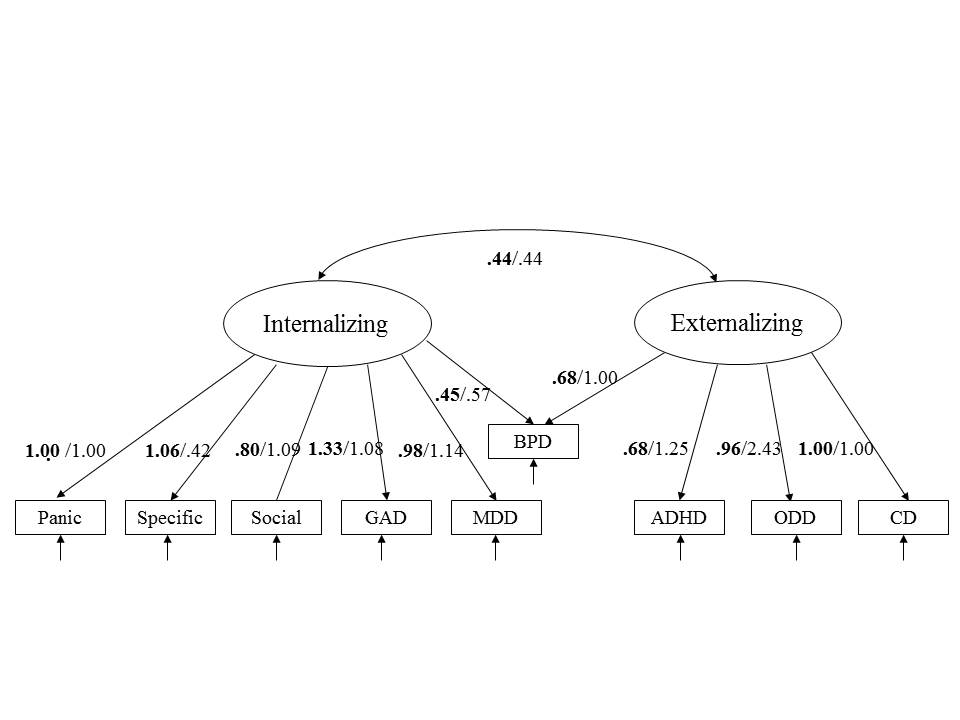 .44/.44
Internalizing
Externalizing
.68/1.00
.45/.57
BPD
1.00 /1.00
1.06/.42
.80/1.09
1.33/1.08
.98/1.14
.68/1.25
.96/2.43
1.00/1.00
.
Panic
Specific
Social
GAD
MDD
ADHD
ODD
CD